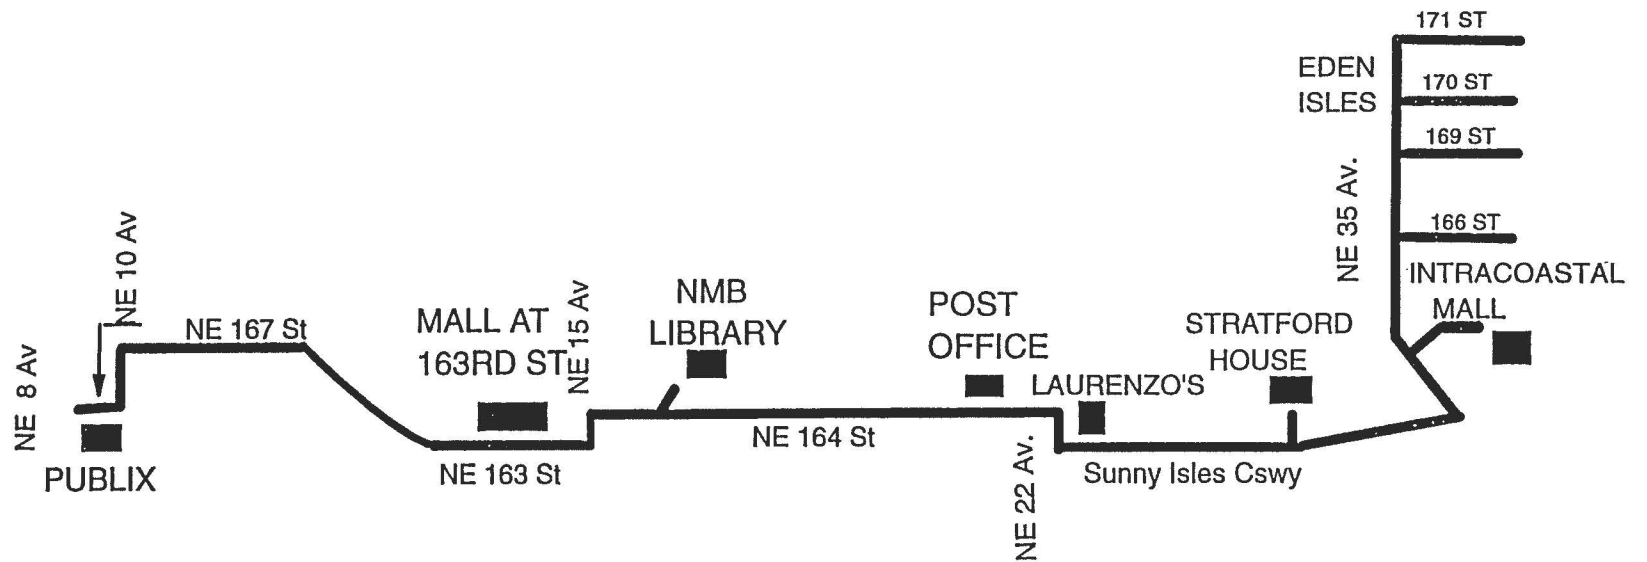 171 ST
EDEN
ISLES
170 ST
169 ST
NE 35 Av.
166 ST
INTRACOASTAL
MALL
NE 10 Av
NE 8 Av
NE 167 St
PUBLIX
MALL AT
163RD ST
NE 15 Av
NE 163 St
NMB
LIBRARY
NE 164 St
POST
OFFICE
NE 22 Av.
LAURENZO'S
STRATFORD
HOUSE
Sunny Isles Cswy